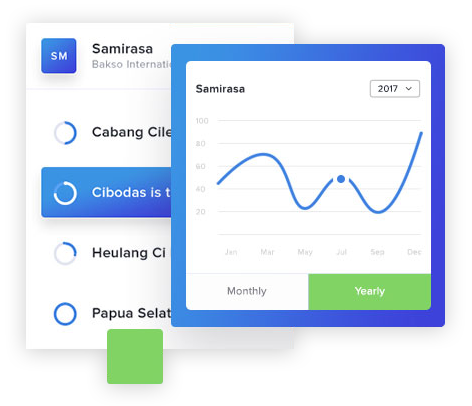 SM
Samirasa
Bakso Internatio
Cabang Cile
Cibodas is t
Heulang Ci
Papua Selat
Samirasa
2017
100
80
60
40
20
Jan Mar May Jul Sep Des
Monthly
Yearly